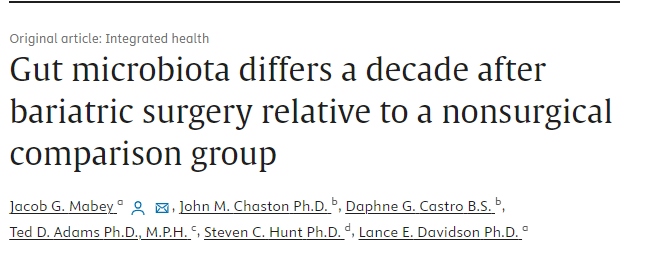 Original article: Integrated health
Gut microbiota differs a decade after
bariatric surgery relative to a nonsurgical
comparison group
Jacob G. Mabey a, John M. Chaston Ph.D. b, Daphne G. Castro B.S. b,
Ted D. Adams Ph.D., M.P.H. c, Steven C. Hunt Ph.D. d, Lance E. Davidson Ph.D. a